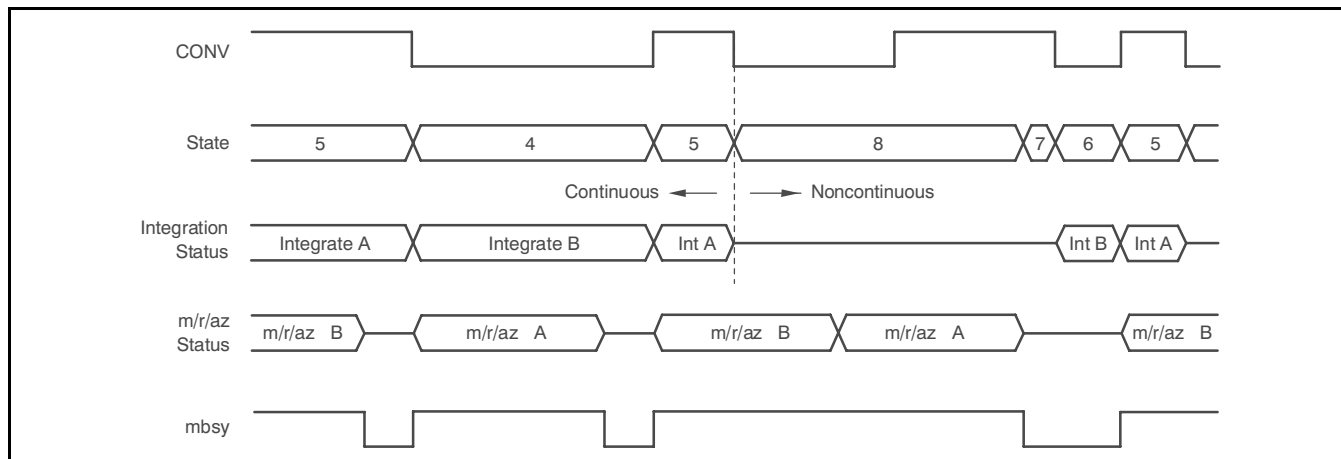 CONV
State
5
4
5
8
7
6
5
Continuous
Noncontinuous
Integration
Status
Integrate A
Integrate B
Int A
Int B
Int A
m/r/az
Status
m/r/az B
m/r/az A
m/r/az B
m/r/az A
m/r/az B
mbsy